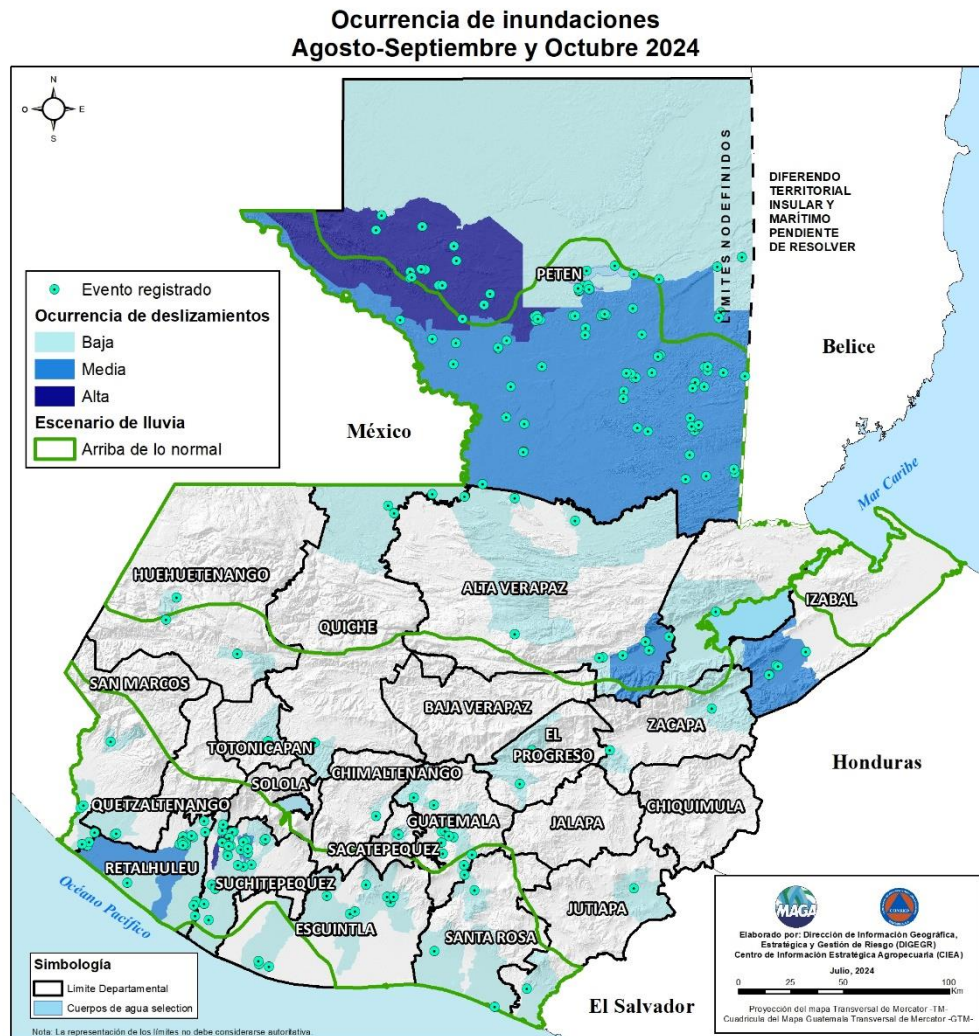 Ocurrencia de inundaciones
Agosto-Septiembre y Octubre 2024
N
O
E
S
LIMITES NO DEFINIDOS
DIFERENDO
TERRITORIAL
INSULAR Y
MARÍTIMO
PENDIENTE
DE RESOLVER
PETEN
Evento registrado
Ocurrencia de deslizamientos
Baja
Media
Alta
Escenario de lluvia
Arriba de lo normal
Belice
México
Mar Caribe
HUEHUETENANGO
QUICHE
ALTA VERAPAZ
IZABAL
SAN MARCOS
BAJA VERAPAZ
ZACAPA
EL
PROGRESO
TOTONICAPAN
SOLOLA
CHIMALTENANGO
Honduras
QUETZALTENANGO
GUATEMALA
JALAPA
CHIQUIMULA
SACATEPEQUEZ
RETALHULEU
SUCHITEPEQUEZ
Océano Pacífico
ESCUINTLA
SANTA ROSA
JUTIAPA
El Salvador
Simbología
Límite Departamental
Cuerpos de agua selection
Nota: La representación de los límites no debe considerarse autoritativa.
MAGA
Elaborado por: Dirección de Información Geográfica,
Estratégica y Gestión de Riesgo (DIGEGR)
Centro de Información Estratégica Agropecuaria (CIEA)
Julio, 2024
0 25 50 100
Km
Proyección del mapa Transversal de Mercator -TM-
Cuadricula del Mapa Guatemala Transversal de Mercator -GTM-